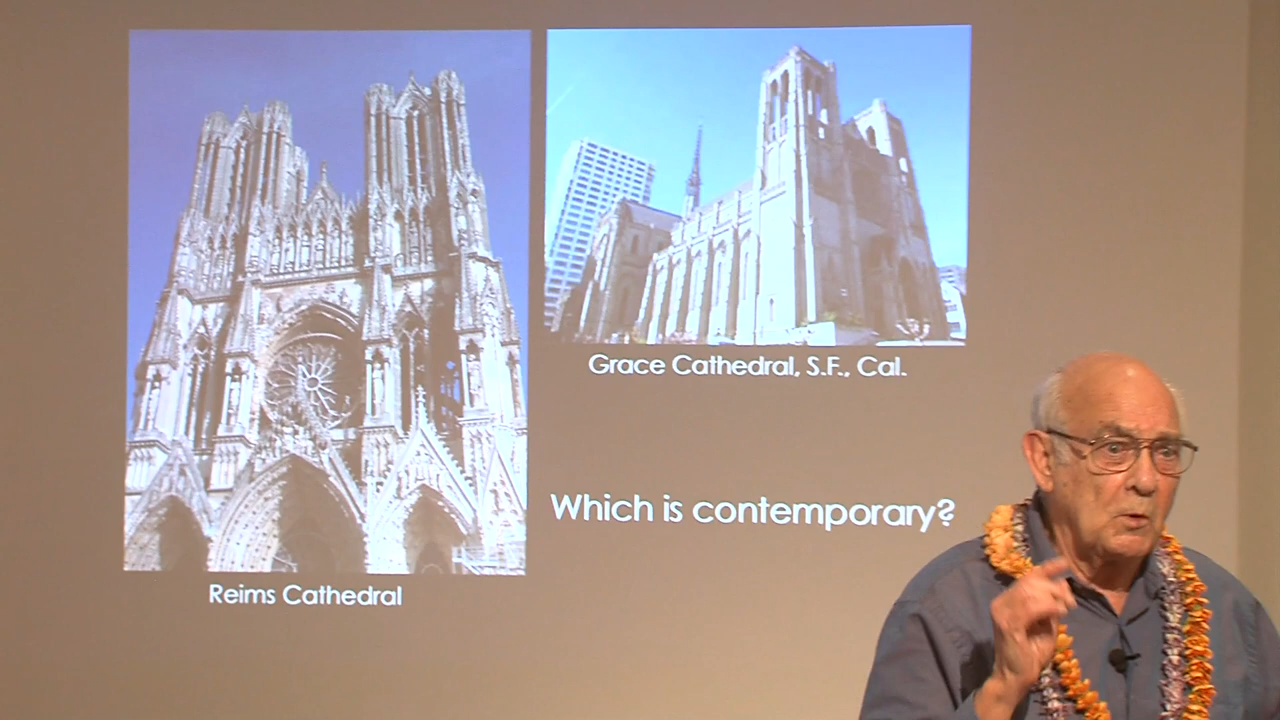 Grace Cathedral, S.F., Cal.
Which is contemporary?
Reims Cathedral